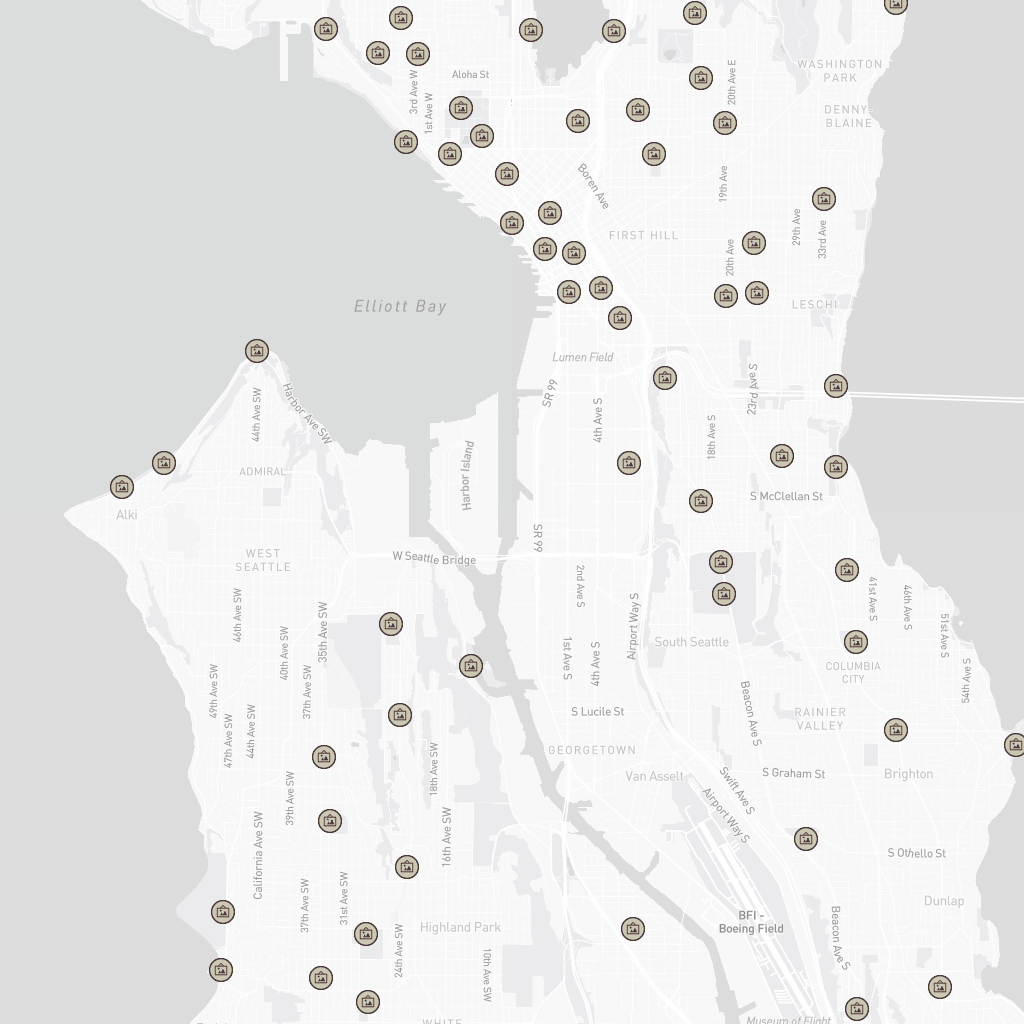 WASHINGTON
PARK
Aloha St
20th Ave E
3rd Ave W
1st Ave W
DENNY-
BLAINE
Boren Ave
19th Ave
29th Ave
33rd Ave
FIRST HILL
20th Ave
Elliott Bay
LESCHI
Lumen Field
SR 99
23rd Ave S
44th Ave SW
Harbor Ave SW
4th Ave S
18th Ave S
ADMIRAL
Harbor Island
S McClellan St
Alki
SR 99
WEST
SEATTLE
W Seattle Bridge
2nd Ave S
41st Ave S
46th Ave S
51st Ave S
46th Ave SW
35th Ave SW
Airport Way S
40th Ave SW
1st Ave S
4th Ave S
South Seattle
COLUMBIA
CITY
54th Ave S
49th Ave SW
37th Ave SW
Beacon Ave S
RAINIER
VALLEY
44th Ave SW
47th Ave SW
S Lucile St
GEORGETOWN
18th Ave SW
Van Asselt
Swift Ave S
S Graham St
Brighton
39th Ave SW
Airport Way S
California Ave SW
16th Ave SW
S Othello St
37th Ave SW
31st Ave SW
Dunlap
24th Ave SW
Highland Park
BFI -
Boeing Field
Beacon Ave S
10th Ave SW
WHITE
Museum of Flight